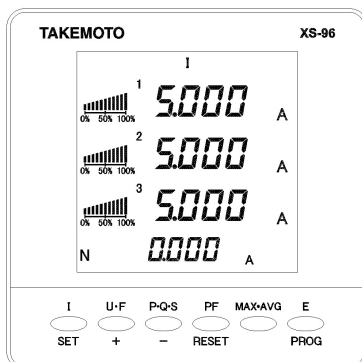 TAKEMOTO XS-96
I
1 5.000 A
0% 50% 100%
2 5.000 A
0% 50% 100%
3 5.000 A
0% 50% 100%
N 0.000 A
I U·F P·Q·S PF MAX·AVG E
SET + − RESET PROG